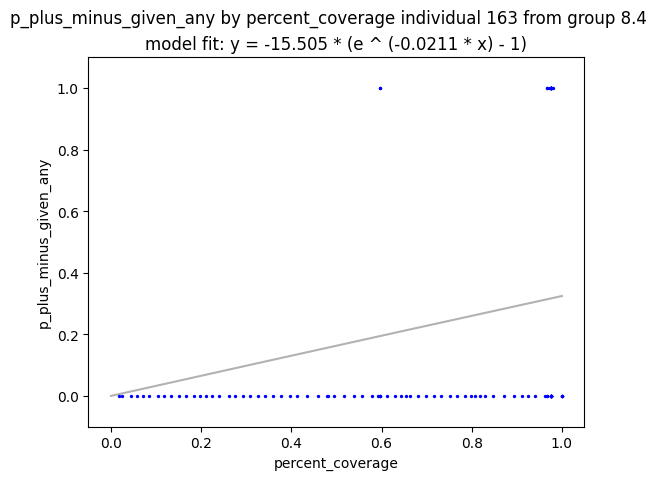 p_plus_minus_given_any by percent_coverage individual 163 from group 8.4
model fit: y = -15.505 * (e ^ (-0.0211 * x) - 1)
1.0
0.8
0.6
0.4
0.2
0.0
p_plus_minus_given_any
0.0 0.2 0.4 0.6 0.8 1.0
percent_coverage